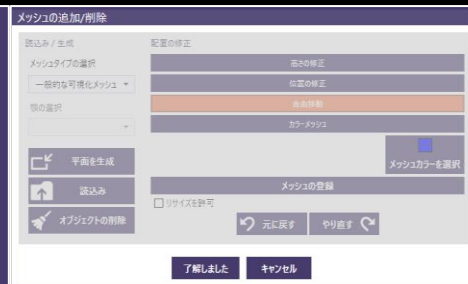 メッシュの追加/削除
読込み / 生成
配置の修正
メッシュタイプの選択
高さの修正
一般的な可視化メッシュ
位置の修正
顎の選択
自由移動
カラーメッシュ
平面を生成
メッシュカラーを選択
読込み
メッシュの登録
リサイズを許可
オブジェクトの削除
元に戻す
やり直す
了解しました
キャンセル